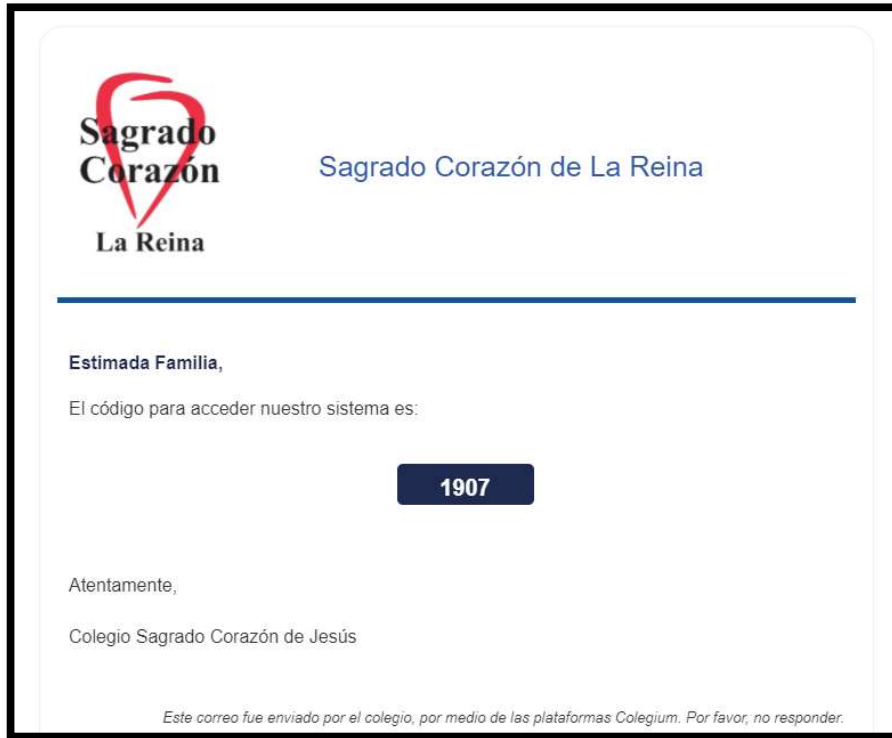 Sagrado
Corazón
La Reina
Sagrado Corazón de La Reina
Estimada Familia,
El código para acceder nuestro sistema es:
1907
Atentamente,
Colegio Sagrado Corazón de Jesús
Este correo fue enviado por el colegio, por medio de las plataformas Colegium. Por favor, no responder.